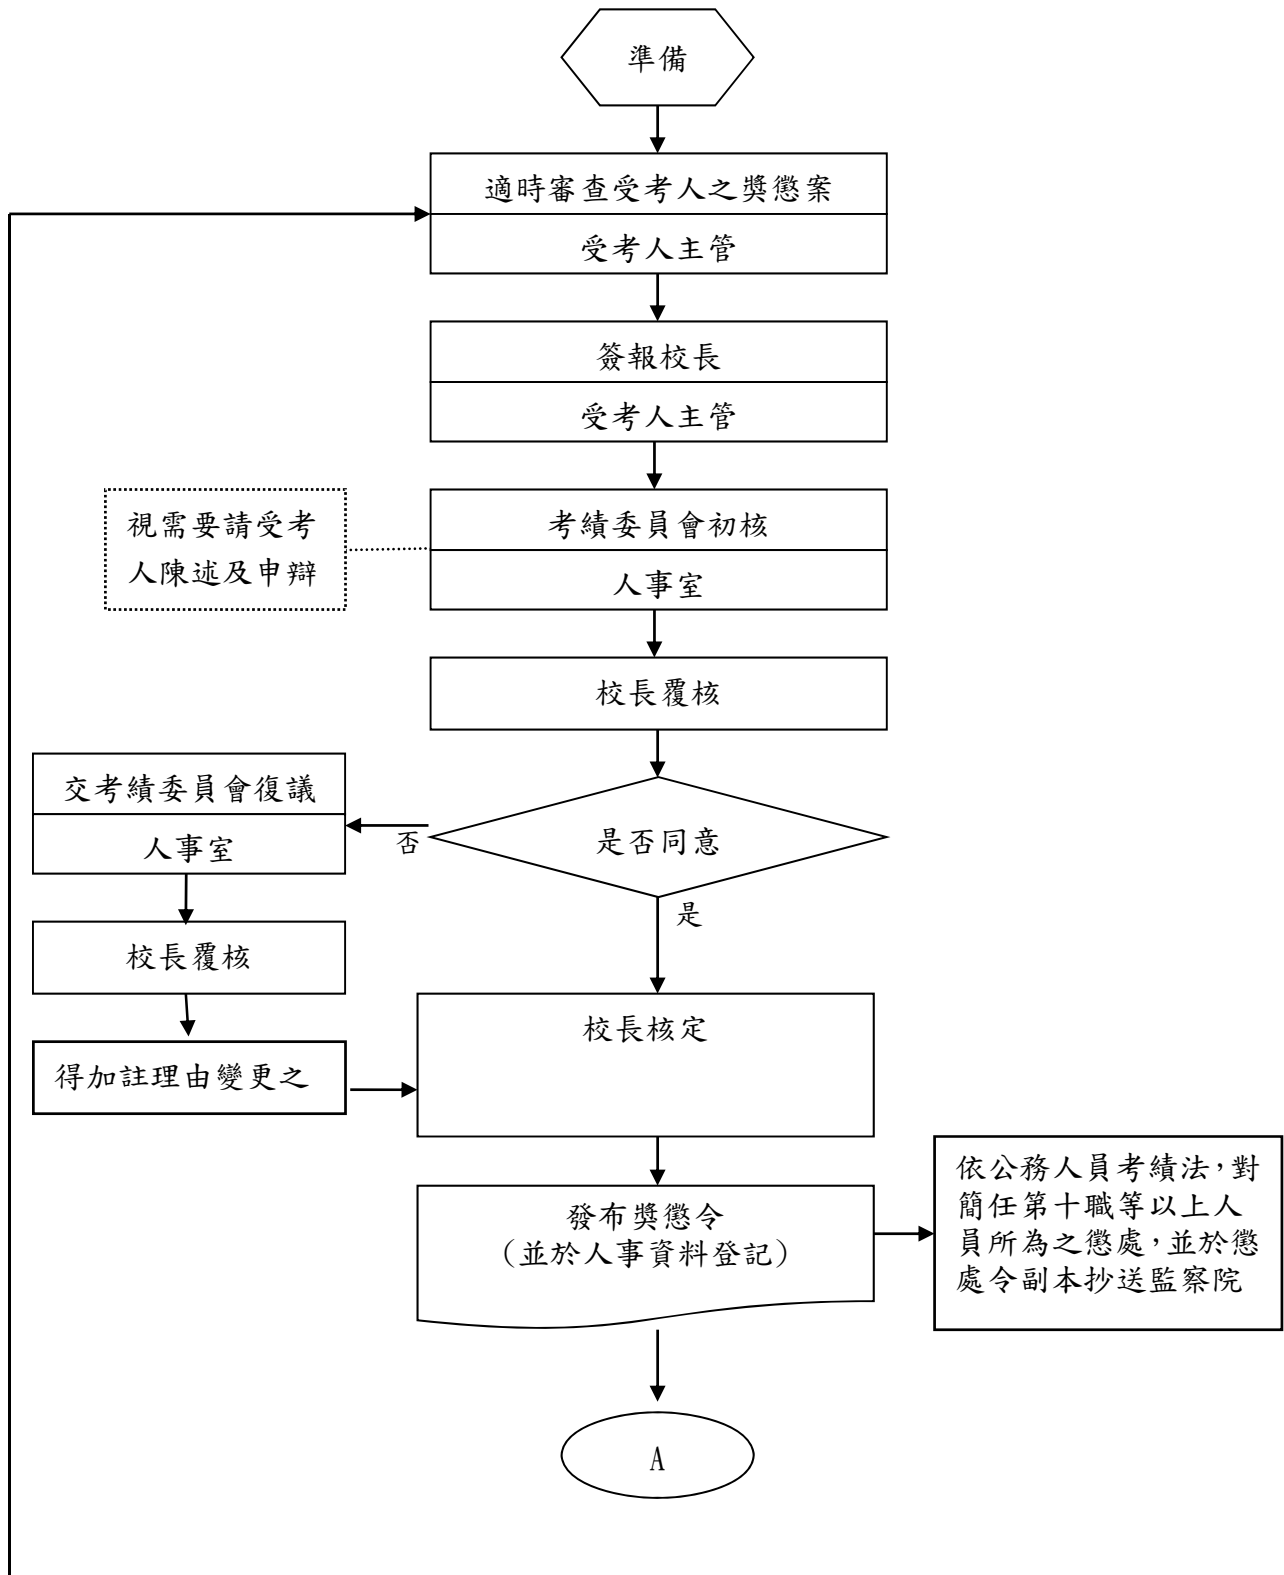 準備
適時審查受考人之獎懲案
受考人主管
簽報校長
受考人主管
視需要請受考
人陳述及申辯
考績委員會初核
人事室
校長覆核
交考績委員會復議
人事室
否
是否同意
是
校長覆核
校長核定
得加註理由變更之
發布獎懲令
（並於人事資料登記）
依公務人員考績法，對
簡任第十職等以上人
員所為之懲處，並於懲
處令副本抄送監察院
A